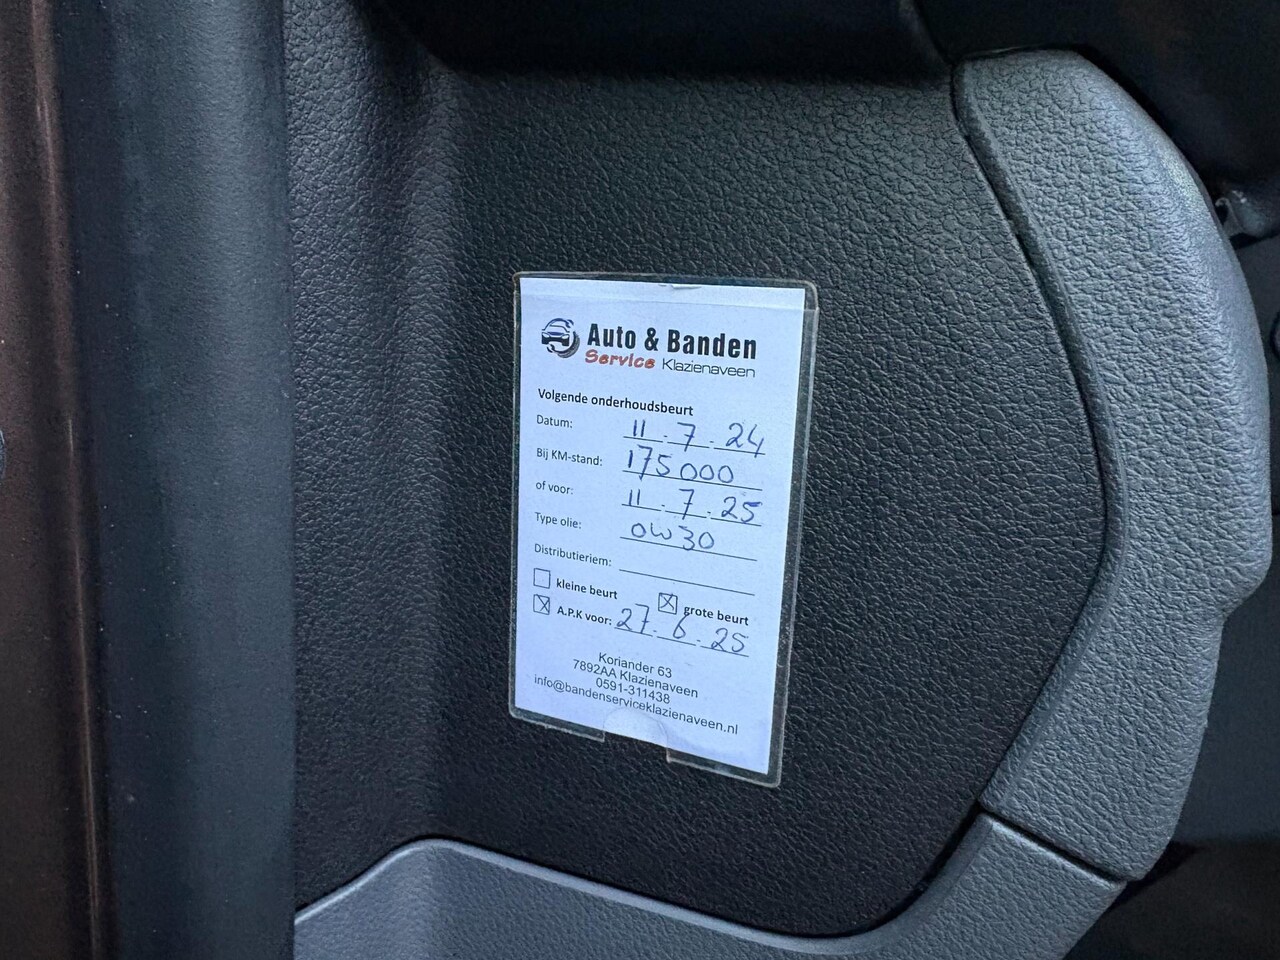 Auto & Banden
Service Klazienaveen
Volgende onderhoudsbeurt
Datum: 11.7.24
Bij KM-stand: 175000
of voor: 11.7.25
Type olie: 0W30
Distributieriem:
kleine beurt ☒ grote beurt
☒ A.P.K voor: 27.6.25
Koriander 63
7892AA Klazienaveen
0591-311438
info@bandenserviceklazienaveen.nl